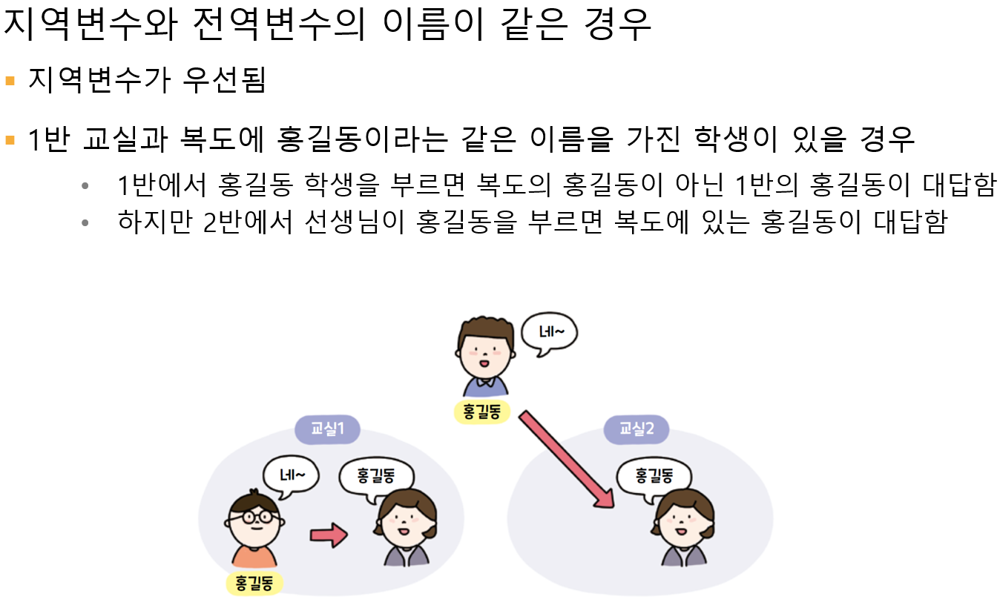 지역변수와 전역변수의 이름이 같은 경우
지역변수가 우선됨
1반 교실과 복도에 홍길동이라는 같은 이름을 가진 학생이 있을 경우
1반에서 홍길동 학생을 부르면 복도의 홍길동이 아닌 1반의 홍길동이 대답함
하지만 2반에서 선생님이 홍길동을 부르면 복도에 있는 홍길동이 대답함
네~
홍길동
교실1
교실2
네~
홍길동
홍길동
홍길동